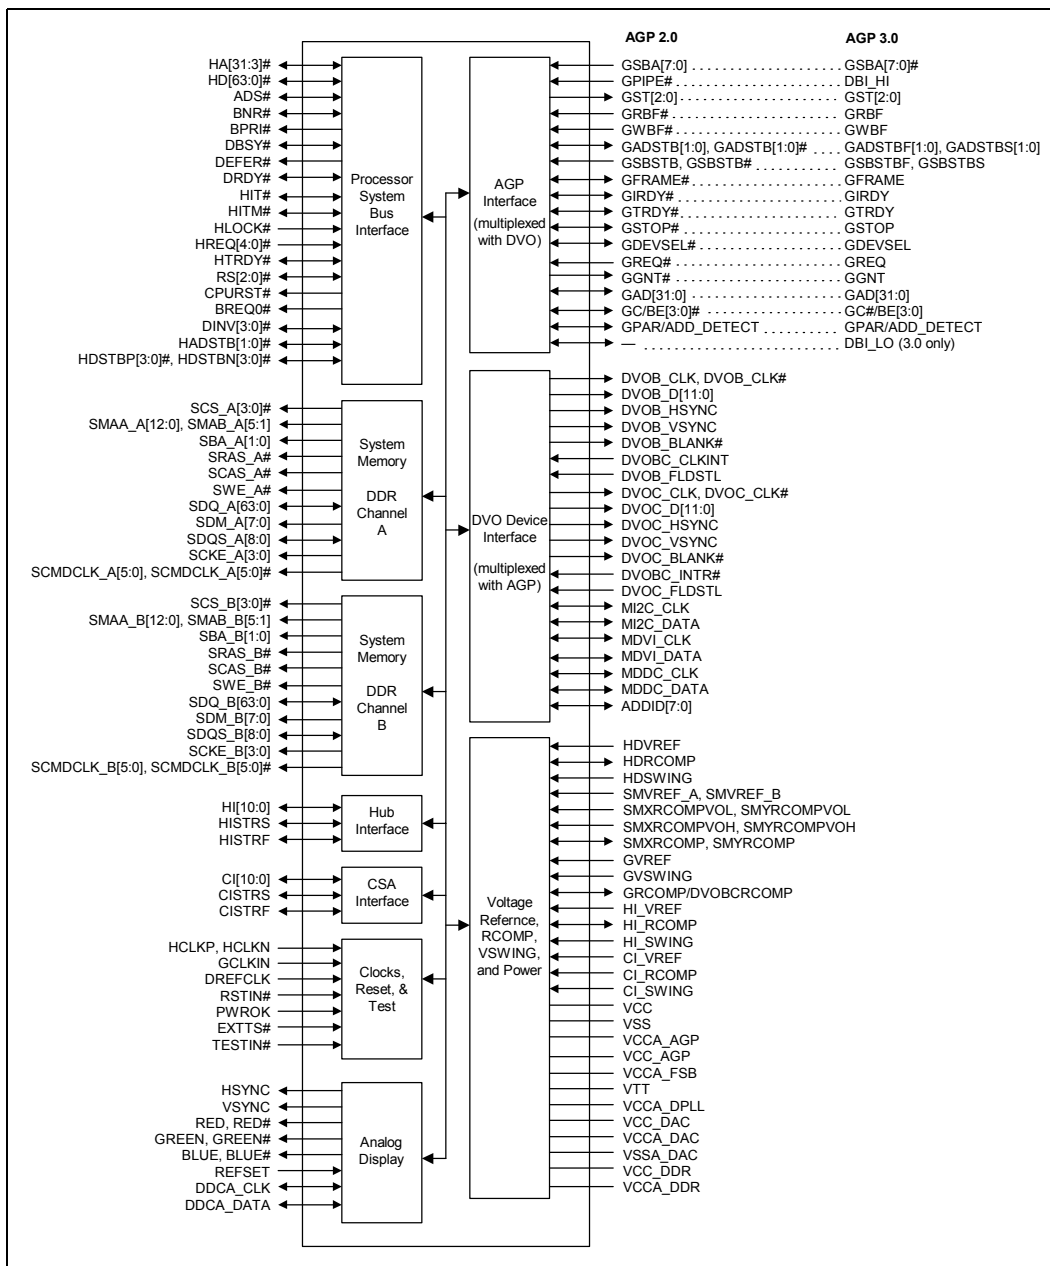 HA[31:3]#
HD[63:0]#
ADS#
BNR#
BPRI#
DBSY#
DEFER#
DRDY#
HIT#
HITM#
HLOCK#
HREQ[4:0]#
HTRDY#
RS[2:0]#
CPURST#
BREQ0#
DINV[3:0]#
HADSTB[1:0]#
HDSTBP[3:0]#, HDSTBN[3:0]#
Processor
System
Bus
Interface
SCS_A[3:0]#
SMAA_A[12:0], SMAB_A[5:1]
SBA_A[1:0]
SRAS_A#
SCAS_A#
SWE_A#
SDQ_A[63:0]
SDM_A[7:0]
SDQS_A[8:0]
SCKE_A[3:0]
SCMDCLK_A[5:0], SCMDCLK_A[5:0]#
System
Memory
DDR
Channel
A
SCS_B[3:0]#
SMAA_B[12:0], SMAB_B[5:1]
SBA_B[1:0]
SRAS_B#
SCAS_B#
SWE_B#
SDQ_B[63:0]
SDM_B[7:0]
SDQS_B[8:0]
SCKE_B[3:0]
SCMDCLK_B[5:0], SCMDCLK_B[5:0]#
System
Memory
DDR
Channel
B
HI[10:0]
HISTRS
HISTRF
Hub
Interface
CI[10:0]
CISTRS
CISTRF
CSA
Interface
HCLKP, HCLKN
GCLKIN
DREFCLK
RSTIN#
PWROK
EXTTS#
TESTIN#
Clocks,
Reset, &
Test
HSYNC
VSYNC
RED, RED#
GREEN, GREEN#
BLUE, BLUE#
REFSET
DDCA_CLK
DDCA_DATA
Analog
Display
AGP
Interface
(multiplexed
with DVO)
AGP 2.0 AGP 3.0
GSBA[7:0] . . . . . . . . . . . . . . . . . GSBA[7:0]#
GPIPE# . . . . . . . . . . . . . . . . . DBI_HI
GST[2:0] . . . . . . . . . . . . . . . . . GST[2:0]
GRBF# . . . . . . . . . . . . . . . . . GRBF
GWBF# . . . . . . . . . . . . . . . . . GWBF
GADSTB[1:0], GADSTB[1:0]# . . . . GADSTBF[1:0], GADSTBS[1:0]
GSBSTB, GSBSTB# . . . . . . . . . . GSBSTBF, GSBSTBS
GFRAME# . . . . . . . . . . . . . . . . . GFRAME
GIRDY# . . . . . . . . . . . . . . . . . GIRDY
GTRDY# . . . . . . . . . . . . . . . . . GTRDY
GSTOP# . . . . . . . . . . . . . . . . . GSTOP
GDEVSEL# . . . . . . . . . . . . . . . . GDEVSEL
GREQ# . . . . . . . . . . . . . . . . . GREQ
GGNT# . . . . . . . . . . . . . . . . . GGNT
GAD[31:0] . . . . . . . . . . . . . . . . GAD[31:0]
GC/BE[3:0]# . . . . . . . . . . . . . . GC#/BE[3:0]
GPAR/ADD_DETECT . . . . . . . . GPAR/ADD_DETECT
— . . . . . . . . . . . . . . . . . . . . DBI_LO (3.0 only)
DVO Device
Interface
(multiplexed
with AGP)
DVOB_CLK, DVOB_CLK#
DVOB_D[11:0]
DVOB_HSYNC
DVOB_VSYNC
DVOB_BLANK#
DVOBC_CLKINT
DVOB_FLDSTL
DVOC_CLK, DVOC_CLK#
DVOC_D[11:0]
DVOC_HSYNC
DVOC_VSYNC
DVOC_BLANK#
DVOBC_INTR#
DVOC_FLDSTL
MI2C_CLK
MI2C_DATA
MDVI_CLK
MDVI_DATA
MDDC_CLK
MDDC_DATA
ADDID[7:0]
Voltage
Refernce,
RCOMP,
VSWING,
and Power
HDVREF
HDRCOMP
HDSWING
SMVREF_A, SMVREF_B
SMXRCOMPVOL, SMYRCOMPVOL
SMXRCOMPVOH, SMYRCOMPVOH
SMXRCOMP, SMYRCOMP
GVREF
GVSWING
GRCOMP/DVOBCRCOMP
HI_VREF
HI_RCOMP
HI_SWING
CI_VREF
CI_RCOMP
CI_SWING
VCC
VSS
VCCA_AGP
VCC_AGP
VCCA_FSB
VTT
VCCA_DPLL
VCC_DAC
VCCA_DAC
VSSA_DAC
VCC_DDR
VCCA_DDR